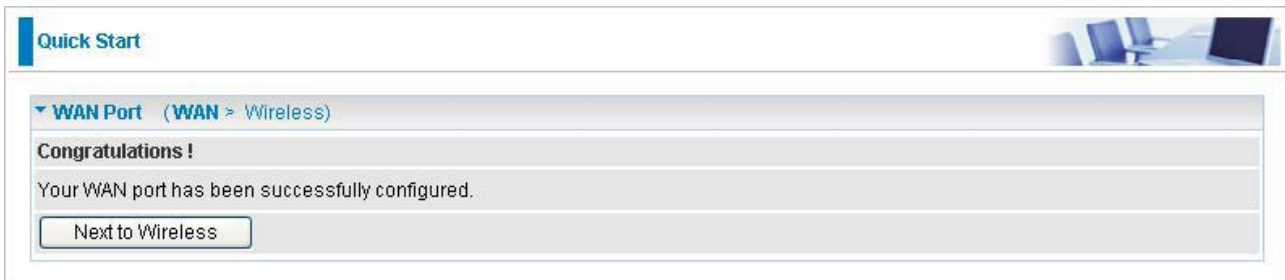 Quick Start
WAN Port (WAN > Wireless)
Congratulations !
Your WAN port has been successfully configured.
Next to Wireless